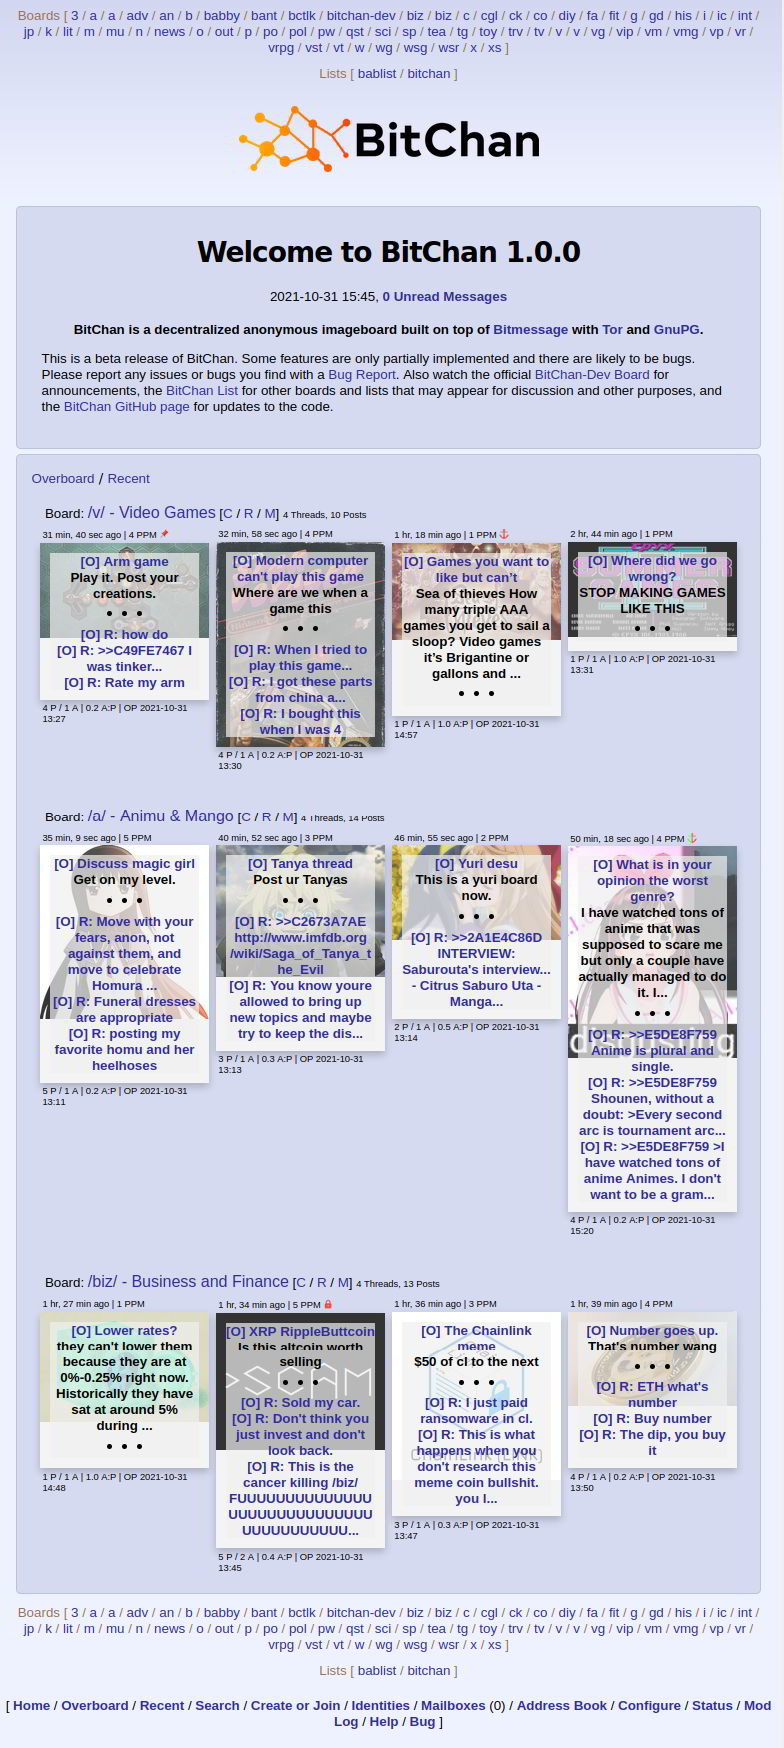 Boards [ 3 / a / a / adv / an / b / babby / bant / bctlk / bitchan-dev / biz / biz / c / cgl / ck / co / diy / fa / fit / g / gd / his / i / ic / int /
jp / k / lit / m / mu / n / news / o / out / p / po / pol / pw / qst / sci / sp / tea / tg / toy / trv / tv / v / v / vg / vip / vm / vmg / vp / vr /
vrpg / vst / vt / w / wg / wsg / wsr / x / xs ]
Lists [ bablist / bitchan ]
BitChan
Welcome to BitChan 1.0.0
2021-10-31 15:45, 0 Unread Messages
BitChan is a decentralized anonymous imageboard built on top of Bitmessage with Tor and GnuPG.
This is a beta release of BitChan. Some features are only partially implemented and there are likely to be bugs.
Please report any issues or bugs you find with a Bug Report. Also watch the official BitChan-Dev Board for
announcements, the BitChan List for other boards and lists that may appear for discussion and other purposes, and
the BitChan GitHub page for updates to the code.
Overboard / Recent
Board: /v/ - Video Games [C / R / M] 4 Threads, 10 Posts
31 min, 40 sec ago | 4 PPM
[O] Arm game
Play it. Post your
creations.
• • •
[O] R: how do
[O] R: >>C49FE7467 I
was tinker...
[O] R: Rate my arm
4 P / 1 A | 0.2 A:P | OP 2021-10-31
13:27
32 min, 58 sec ago | 4 PPM
[O] Modern computer
can't play this game
Where are we when a
game this
• • •
[O] R: When I tried to
play this game...
[O] R: I got these parts
from china a...
[O] R: I bought this
when I was 4
4 P / 1 A | 0.2 A:P | OP 2021-10-31
13:30
1 hr, 18 min ago | 1 PPM
[O] Games you want to
like but can't
Sea of thieves How
many triple AAA
games you get to sail a
sloop? Video games
it's Brigantine or
gallons and ...
• • •
1 P / 1 A | 1.0 A:P | OP 2021-10-31
14:57
2 hr, 44 min ago | 1 PPM
[O] Where did we go
wrong?
STOP MAKING GAMES
LIKE THIS
• • •
1 P / 1 A | 1.0 A:P | OP 2021-10-31
13:31
Board: /a/ - Animu & Mango [C / R / M] 4 Threads, 14 Posts
35 min, 9 sec ago | 5 PPM
[O] Discuss magic girl
Get on my level.
• • •
[O] R: Move with your
fears, anon, not
against them, and
move to celebrate
Homura ...
[O] R: Funeral dresses
are appropriate
[O] R: posting my
favorite homu and her
heelhoses
5 P / 1 A | 0.2 A:P | OP 2021-10-31
13:11
40 min, 52 sec ago | 3 PPM
[O] Tanya thread
Post ur Tanyas
• • •
[O] R: >>C2673A7AE
http://www.imfdb.org
/wiki/Saga_of_Tanya_t
he_Evil
[O] R: You know youre
allowed to bring up
new topics and maybe
try to keep the dis...
3 P / 1 A | 0.3 A:P | OP 2021-10-31
13:13
46 min, 55 sec ago | 2 PPM
[O] Yuri desu
This is a yuri board
now.
• • •
[O] R: >>2A1E4C86D
INTERVIEW:
Saburouta's interview...
- Citrus Saburo Uta -
Manga...
2 P / 1 A | 0.5 A:P | OP 2021-10-31
13:14
50 min, 18 sec ago | 4 PPM
[O] What is in your
opinion the worst
genre?
I have watched tons of
anime that was
supposed to scare me
but only a couple have
actually managed to do
it. I...
• • •
disgusting
[O] R: >>E5DE8F759
Anime is plural and
single.
[O] R: >>E5DE8F759
Shounen, without a
doubt: >Every second
arc is tournament arc...
[O] R: >>E5DE8F759 >I
have watched tons of
anime Animes. I don't
want to be a gram...
4 P / 1 A | 0.2 A:P | OP 2021-10-31
15:20
Board: /biz/ - Business and Finance [C / R / M] 4 Threads, 13 Posts
1 hr, 27 min ago | 1 PPM
[O] Lower rates?
they can't lower them
because they are at
0%-0.25% right now.
Historically they have
sat at around 5%
during ...
• • •
1 P / 1 A | 1.0 A:P | OP 2021-10-31
14:48
1 hr, 34 min ago | 5 PPM
[O] XRP RippleButtcoin
Is this altcoin worth
selling
• • •
>SCAM
[O] R: Sold my car.
[O] R: Don't think you
just invest and don't
look back.
[O] R: This is the
cancer killing /biz/
FUUUUUUUUUUUUUU
UUUUUUUUUUUUUUU
UUUUUUUUUUU...
5 P / 2 A | 0.4 A:P | OP 2021-10-31
13:45
1 hr, 36 min ago | 3 PPM
[O] The Chainlink
meme
$50 of cl to the next
• • •
[O] R: I just paid
ransomware in cl.
[O] R: This is what
happens when you
ChainLink (LINK)
don't research this
meme coin bullshit.
you l...
3 P / 1 A | 0.3 A:P | OP 2021-10-31
13:47
1 hr, 39 min ago | 4 PPM
[O] Number goes up.
That's number wang
• • •
[O] R: ETH what's
number
[O] R: Buy number
[O] R: The dip, you buy
it
4 P / 1 A | 0.2 A:P | OP 2021-10-31
13:50
Boards [ 3 / a / a / adv / an / b / babby / bant / bctlk / bitchan-dev / biz / biz / c / cgl / ck / co / diy / fa / fit / g / gd / his / i / ic / int /
jp / k / lit / m / mu / n / news / o / out / p / po / pol / pw / qst / sci / sp / tea / tg / toy / trv / tv / v / v / vg / vip / vm / vmg / vp / vr /
vrpg / vst / vt / w / wg / wsg / wsr / x / xs ]
Lists [ bablist / bitchan ]
[ Home / Overboard / Recent / Search / Create or Join / Identities / Mailboxes (0) / Address Book / Configure / Status / Mod
Log / Help / Bug ]